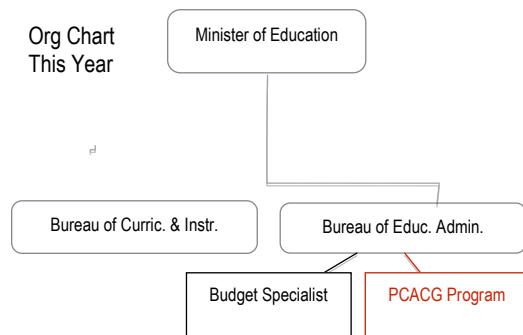 Org Chart
This Year
Minister of Education
Bureau of Curric. & Instr.
Bureau of Educ. Admin.
Budget Specialist
PCACG Program